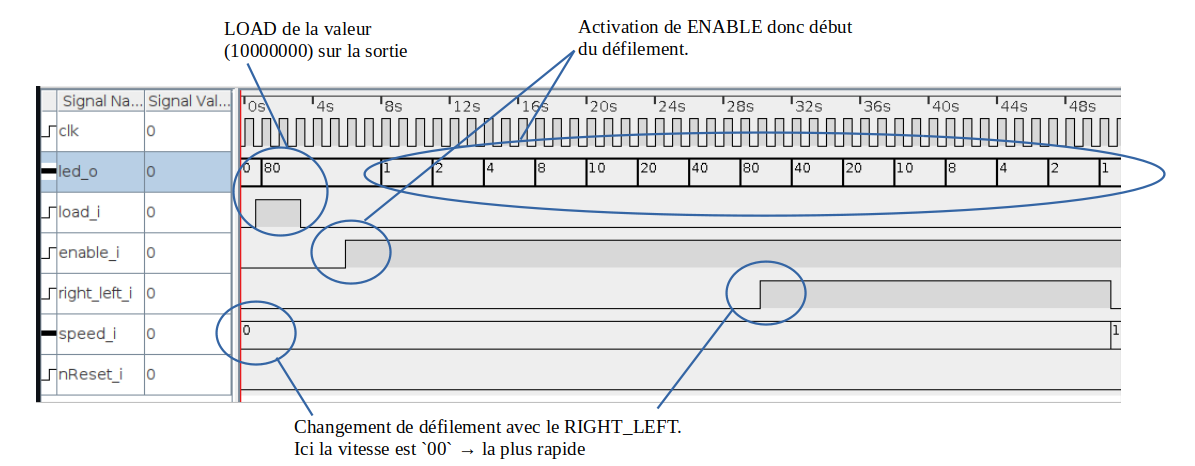 LOAD de la valeur
(10000000) sur la sortie
Activation de ENABLE donc début
du défilement.
Signal Na... Signal Val... 0s 4s 8s 12s 16s 20s 24s 28s 32s 36s 40s 44s 48s
clk 0
led_o 0 0 80 1 2 4 8 10 20 40 80 40 20 10 8 4 2 1
load_i 0
enable_i 0
right_left_i 0
speed_i 0 0 1
nReset_i 0
Changement de défilement avec le RIGHT_LEFT.
Ici la vitesse est `00` → la plus rapide